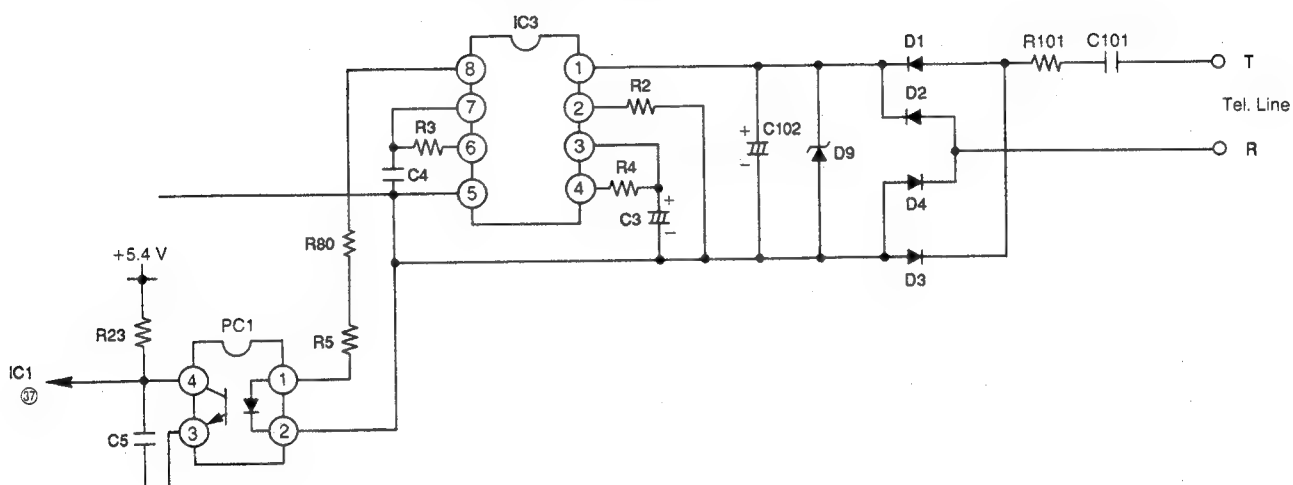 IC3
D1
R101
C101
T
8
1
7
2
R2
D2
Tel. Line
R3
6
3
+
C102
-
D9
R
C4
R4
5
4
+
C3
-
D4
R80
+5.4 V
D3
R23
PC1
R5
IC1
37
4
1
3
2
C5